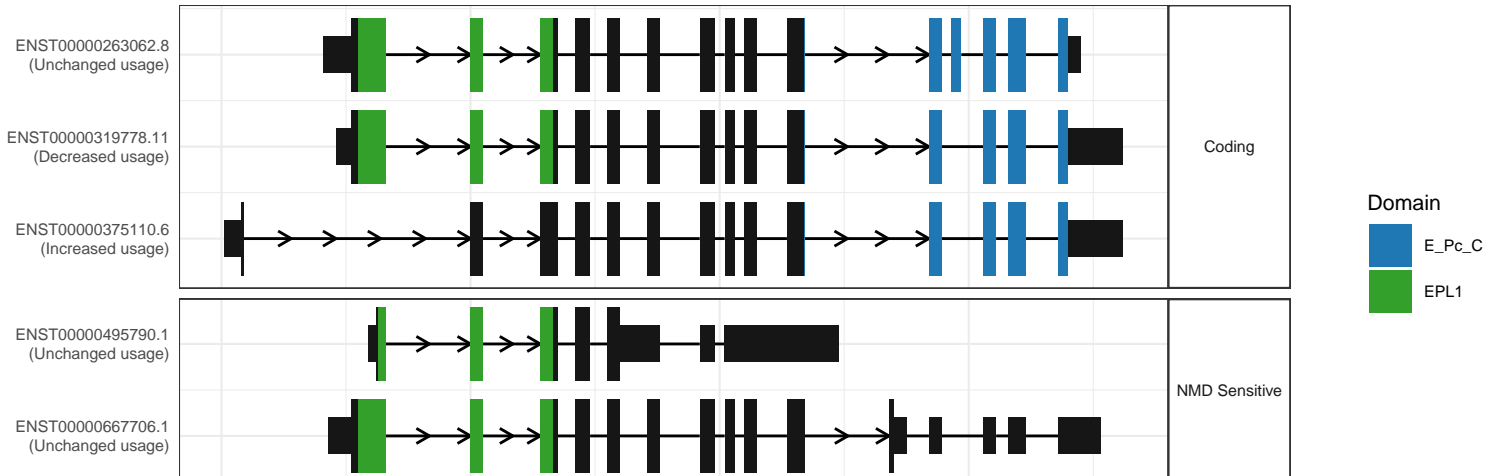 ENST00000263062.8
(Unchanged usage)
ENST00000319778.11
(Decreased usage)
ENST00000375110.6
(Increased usage)
Coding
ENST00000495790.1
(Unchanged usage)
ENST00000667706.1
(Unchanged usage)
NMD Sensitive
Domain
E_Pc_C
EPL1